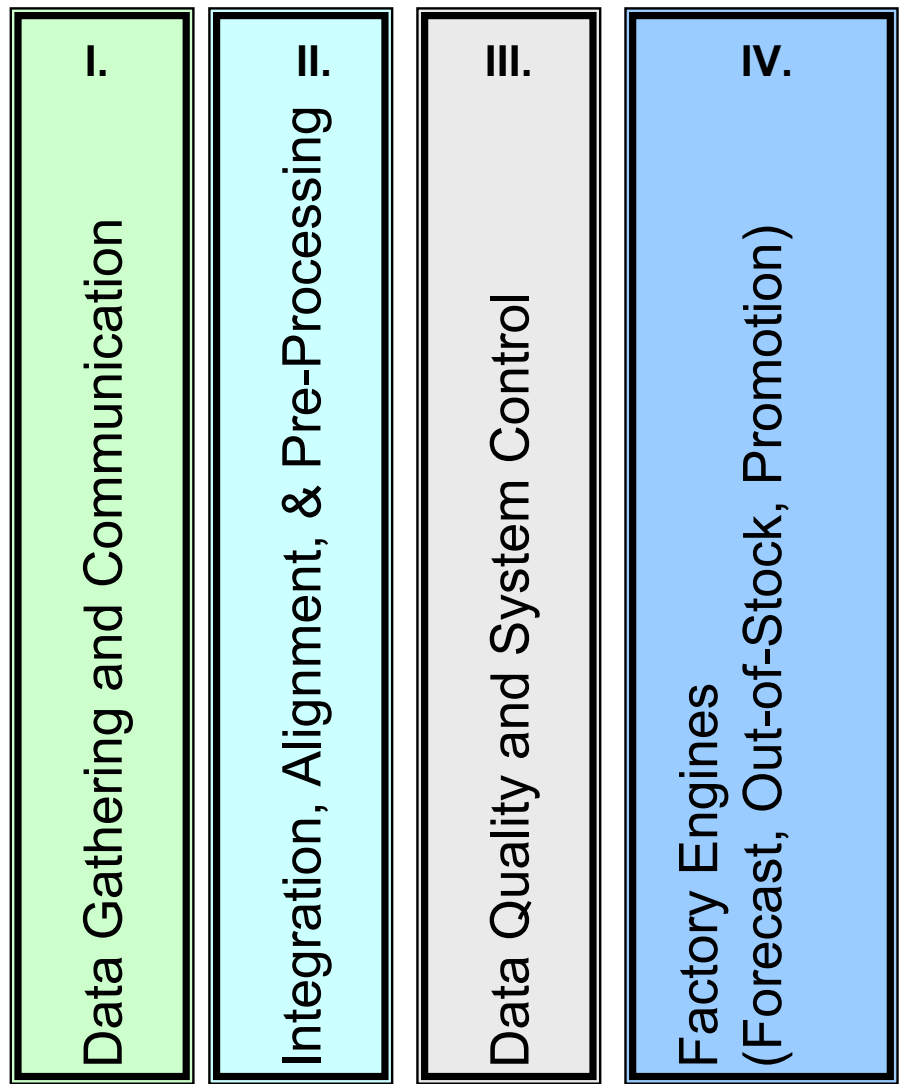 I.
Data Gathering and Communication
II.
Integration, Alignment, & Pre-Processing
III.
Data Quality and System Control
IV.
Factory Engines
(Forecast, Out-of-Stock, Promotion)